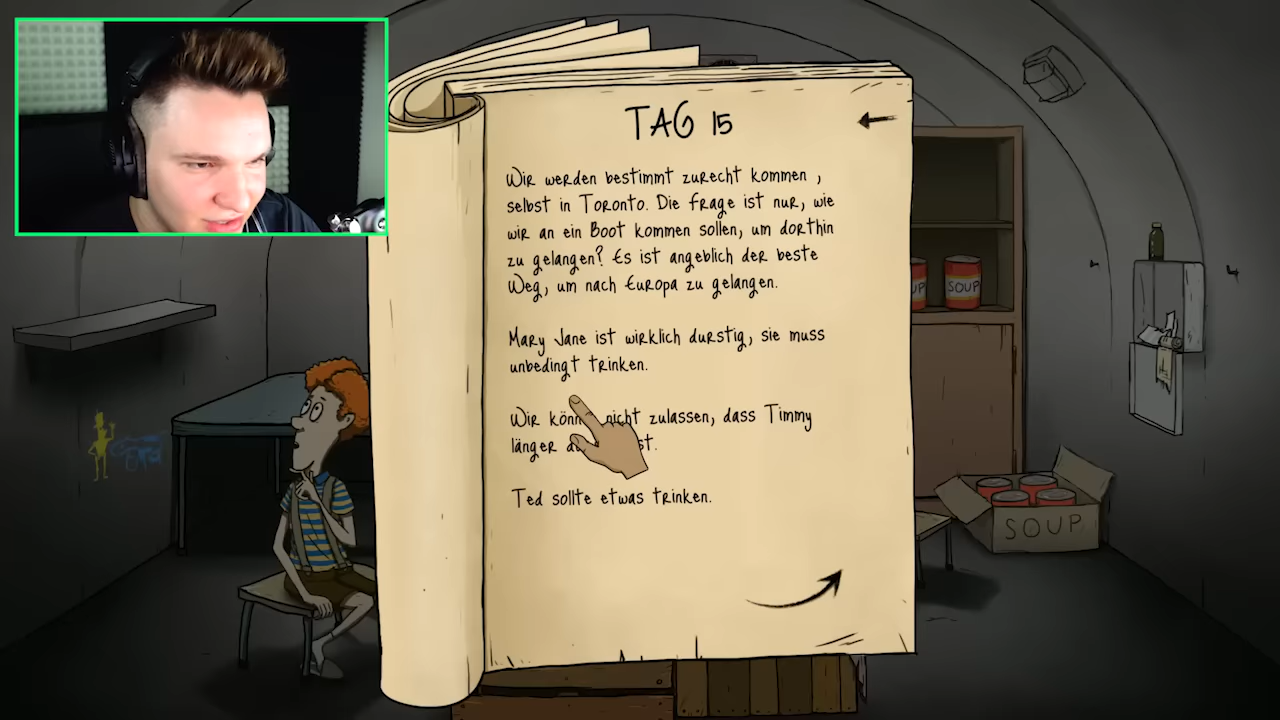 TAG 15
Wir werden bestimmt zurecht kommen ,
selbst in Toronto. Die Frage ist nur, wie
wir an ein Boot kommen sollen, um dorthin
zu gelangen? Es ist angeblich der beste
Weg, um nach Europa zu gelangen.
Mary Jane ist wirklich durstig, sie muss
unbedingt trinken.
Wir nicht zulassen, dass Timmy
länger
Ted sollte etwas trinken.
SOUP
SOUP